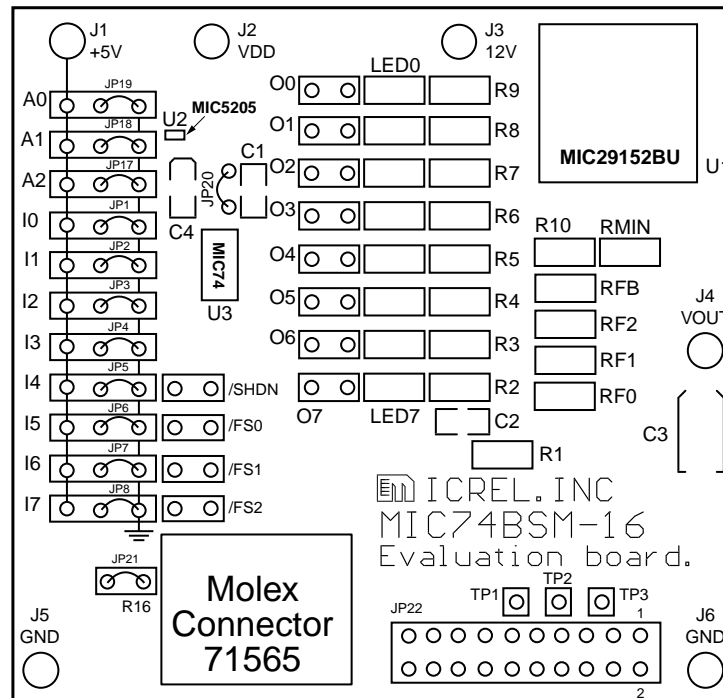 J1
+5V
J2
VDD
J3
12V
A0
JP19
A1
JP18
A2
JP17
I0
JP1
I1
JP2
I2
JP3
I3
JP4
I4
JP5
/SHDN
I5
JP6
/FS0
I6
JP7
/FS1
I7
JP8
/FS2
U2
MIC5205
C4
JP20
C1
MIC74
U3
LED0
O0
R9
O1
R8
O2
R7
O3
R6
O4
R5
O5
R4
O6
R3
O7
LED7
R2
C2
R1
MIC29152BU
R10
RMIN
RFB
RF2
RF1
RF0
J4
VOUT
C3
ICREL.INC
MIC74BSM-16
Evaluation board.
JP21
R16
Molex
Connector
71565
TP1
TP2
TP3
JP22
1
2
J5
GND
J6
GND